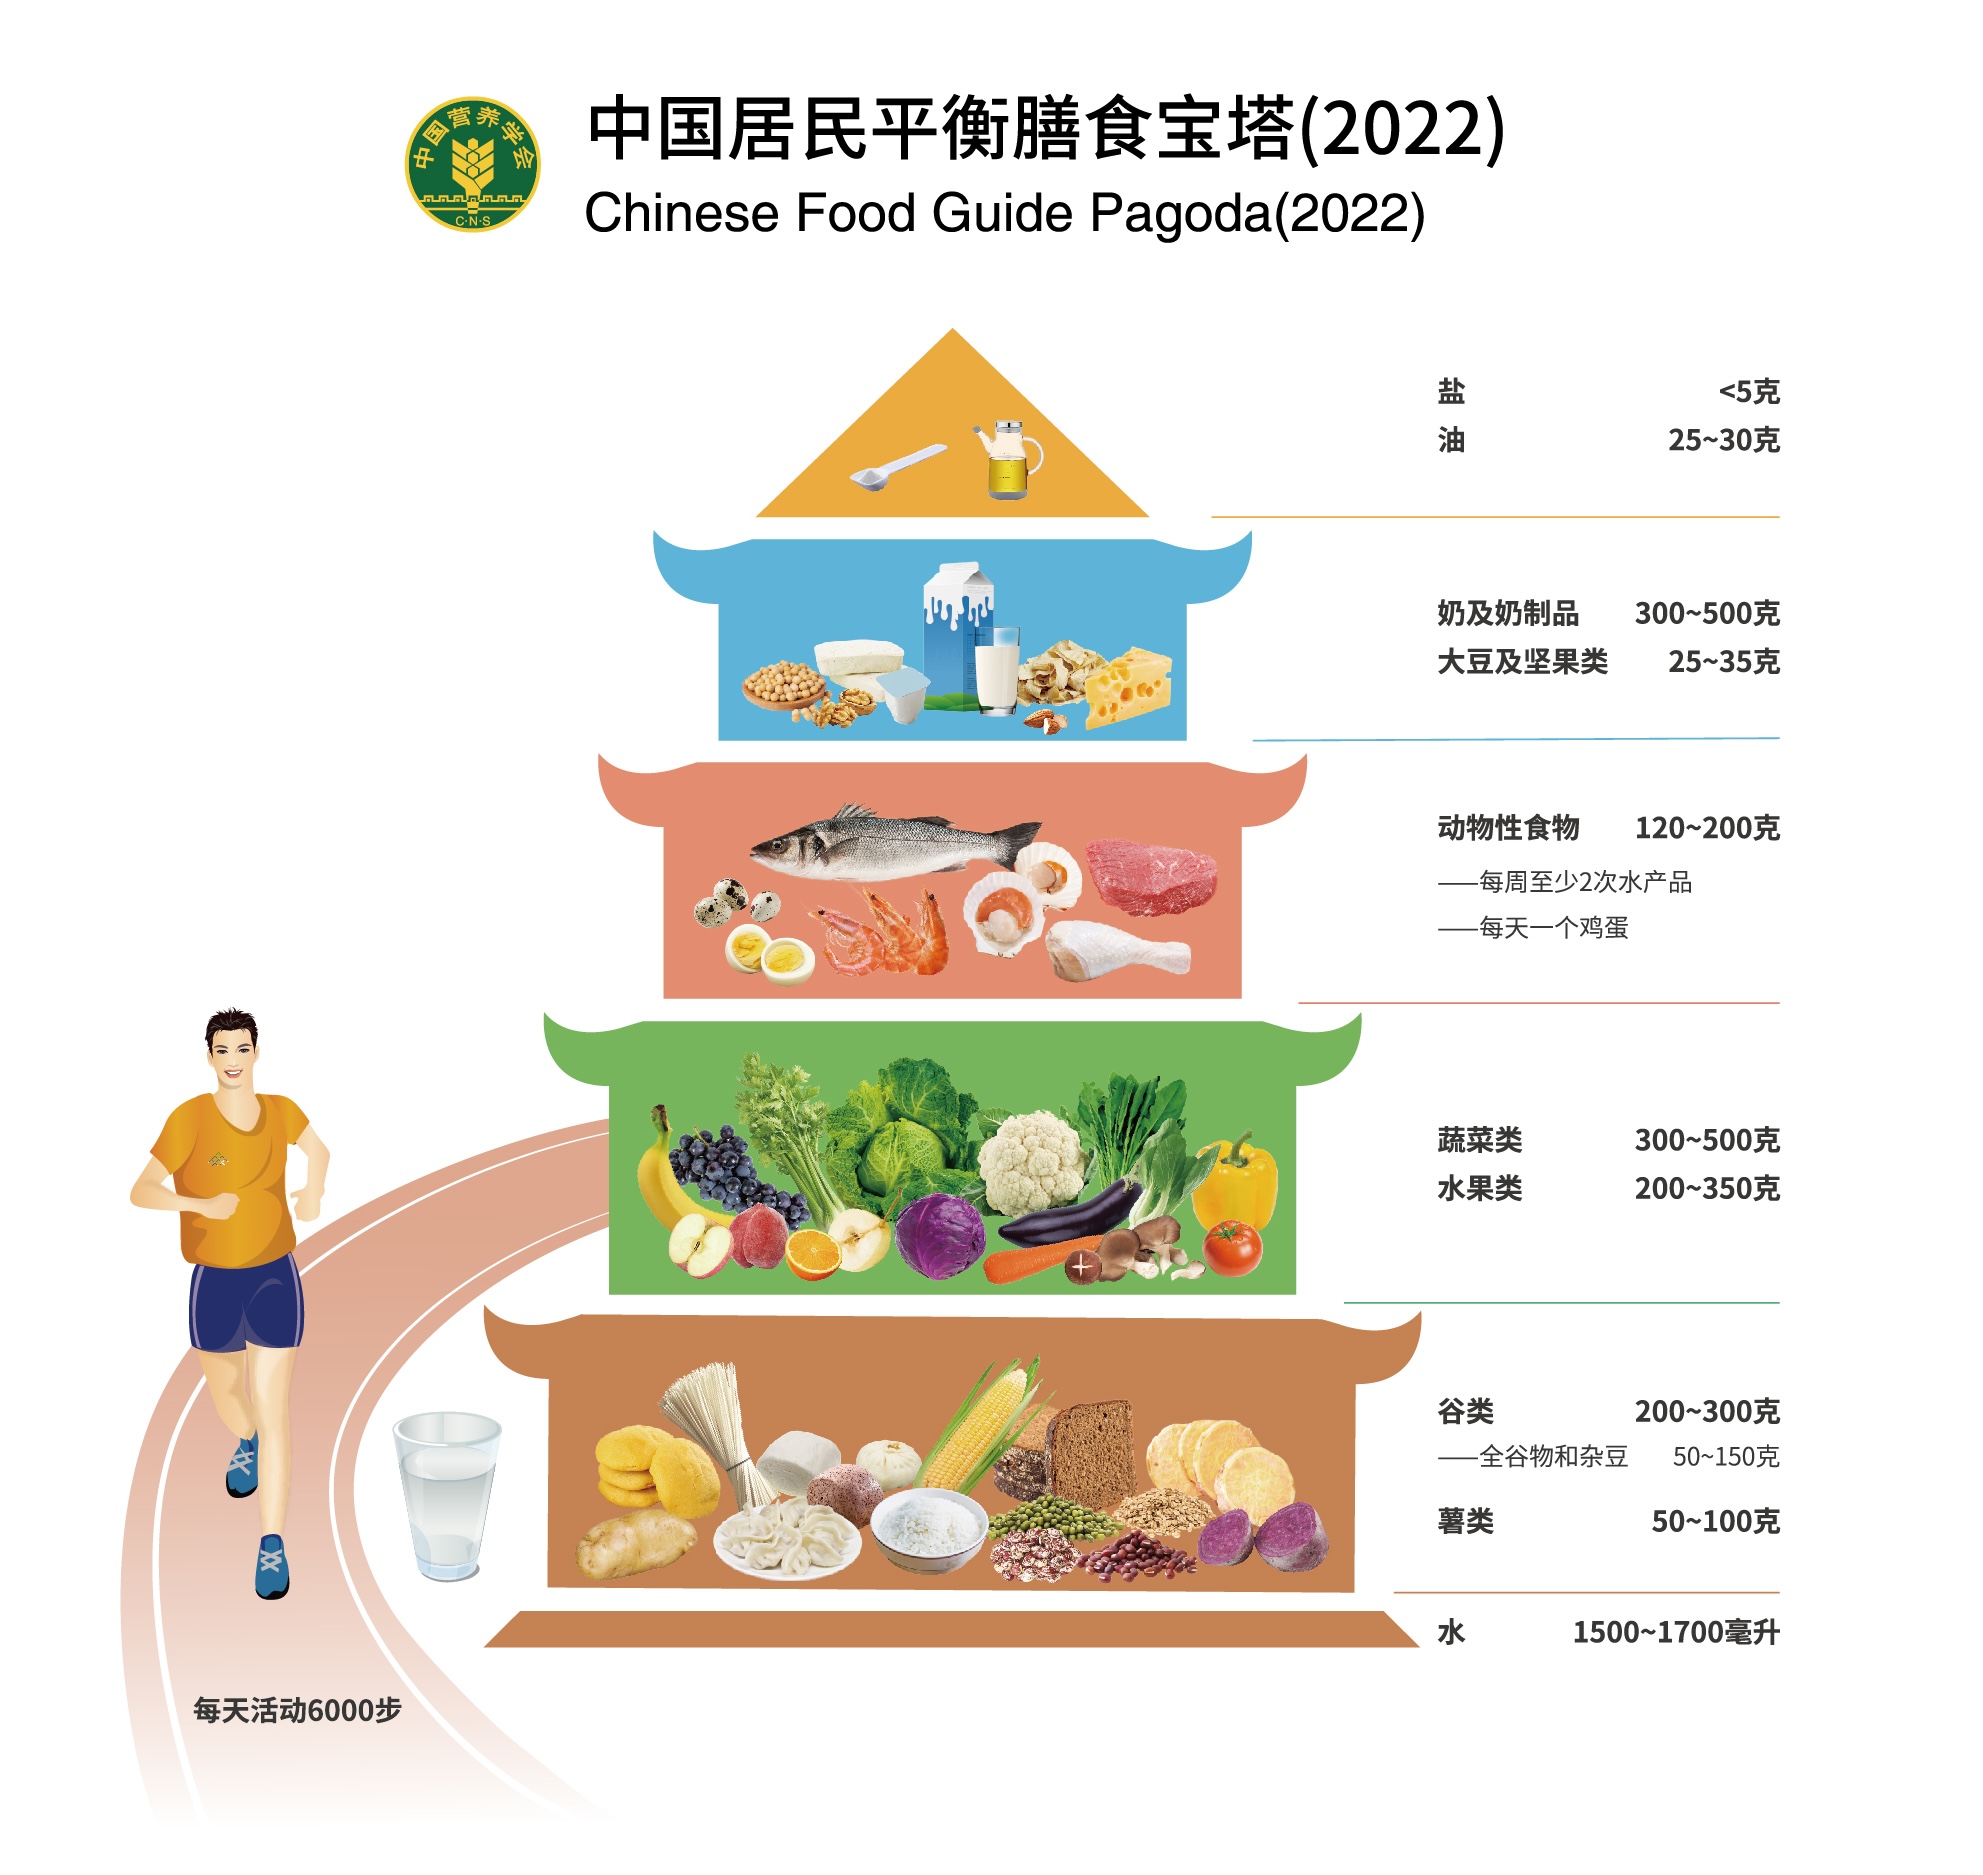 中国营养学会
C·N·S
中国居民平衡膳食宝塔(2022)
Chinese Food Guide Pagoda(2022)
盐 <5克
油 25~30克
奶及奶制品 300~500克
大豆及坚果类 25~35克
动物性食物 120~200克
——每周至少2次水产品
——每天一个鸡蛋
蔬菜类 300~500克
水果类 200~350克
谷类 200~300克
——全谷物和杂豆 50~150克
薯类 50~100克
水 1500~1700毫升
每天活动6000步